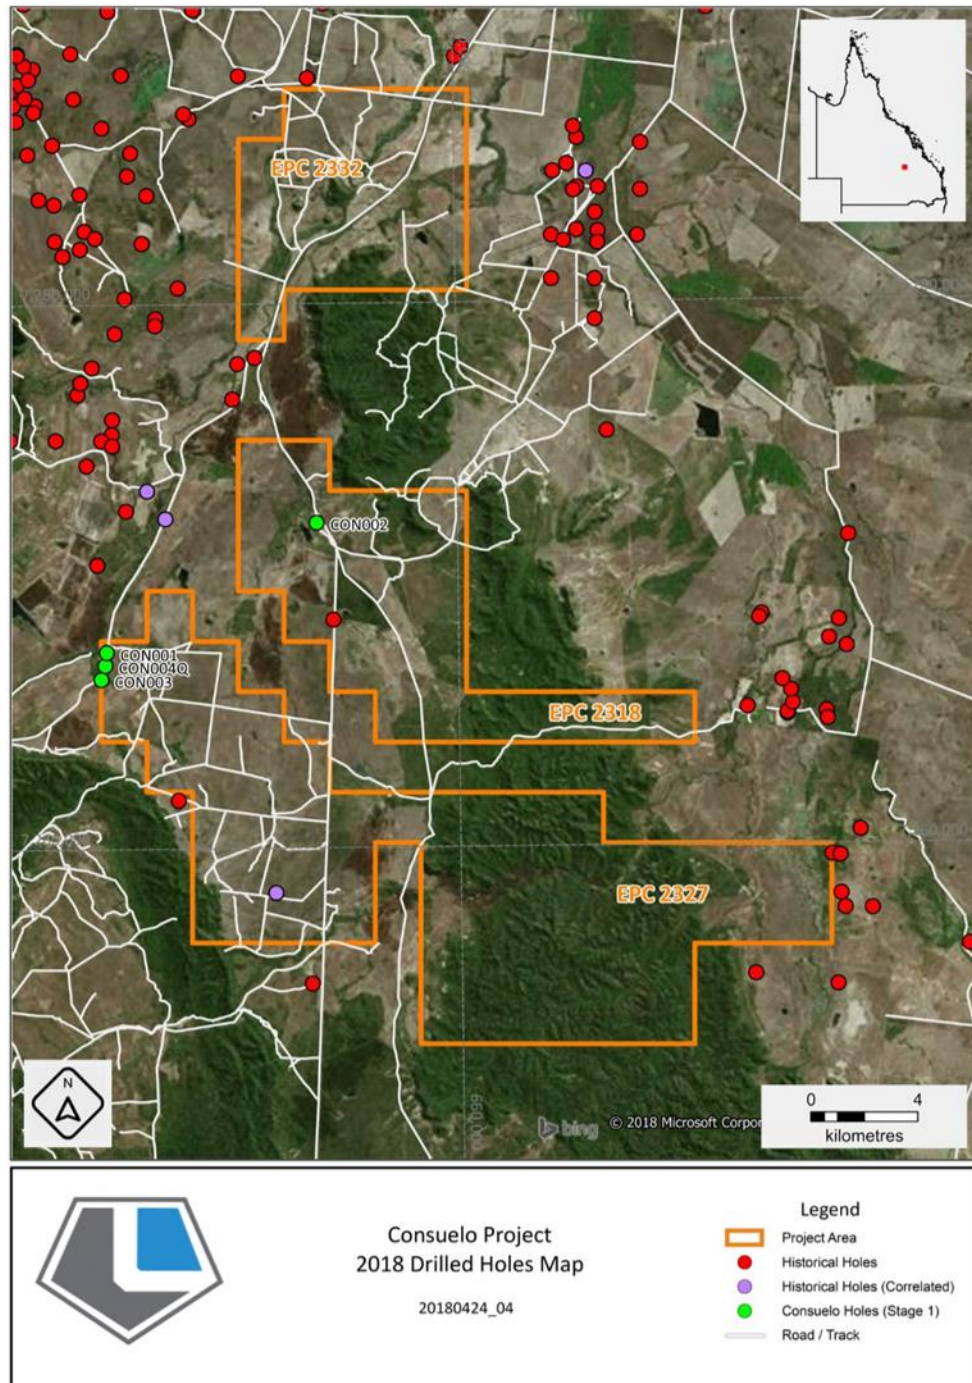 EPC 2332
CON002
CON001
CON004Q
CON003
EPC 2318
EPC 2327
N
bing
© 2018 Microsoft Corpor
0 4
kilometres
Consuelo Project
2018 Drilled Holes Map
20180424_04
Legend
Project Area
Historical Holes
Historical Holes (Correlated)
Consuelo Holes (Stage 1)
Road / Track